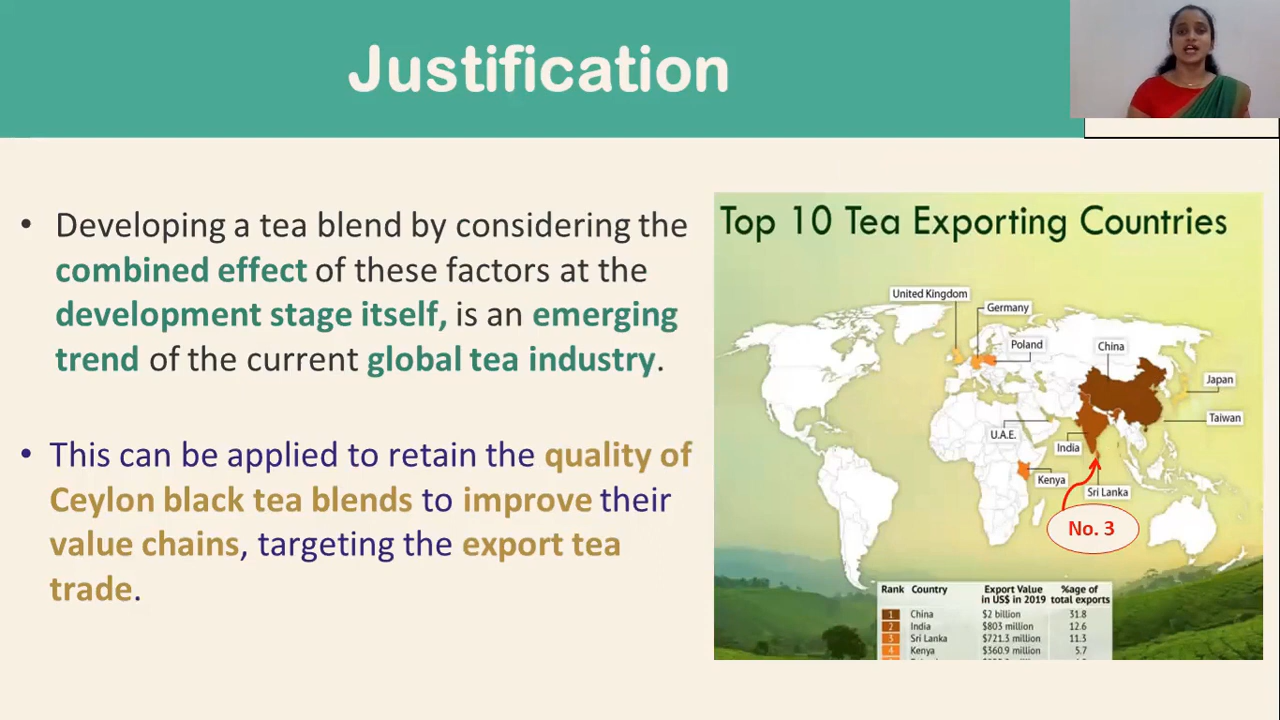 Justification
• Developing a tea blend by considering the
combined effect of these factors at the
development stage itself, is an emerging
trend of the current global tea industry.
• This can be applied to retain the quality of
Ceylon black tea blends to improve their
value chains, targeting the export tea
trade.
Top 10 Tea Exporting Countries
United Kingdom
Germany
Poland
China
Japan
Taiwan
U.A.E.
India
Kenya
Sri Lanka
No. 3
Rank Country Export Value in US$ in 2019 %age of total exports
1 China $2 billion 31.8
2 India $803 million 12.6
3 Sri Lanka $721.3 million 11.3
4 Kenya $360.9 million 5.7